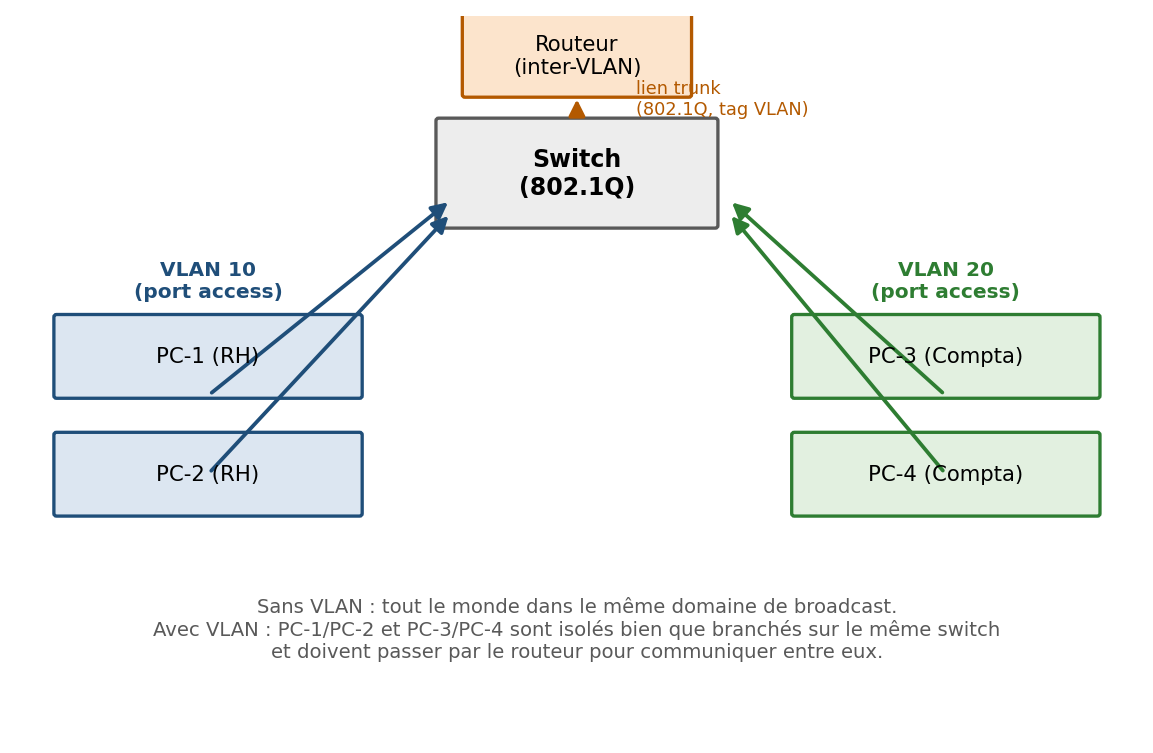 Routeur
(inter-VLAN)
lien trunk
(802.1Q, tag VLAN)
Switch
(802.1Q)
VLAN 10
(port access)
VLAN 20
(port access)
PC-1 (RH)
PC-3 (Compta)
PC-2 (RH)
PC-4 (Compta)
Sans VLAN : tout le monde dans le même domaine de broadcast.
Avec VLAN : PC-1/PC-2 et PC-3/PC-4 sont isolés bien que branchés sur le même switch
et doivent passer par le routeur pour communiquer entre eux.